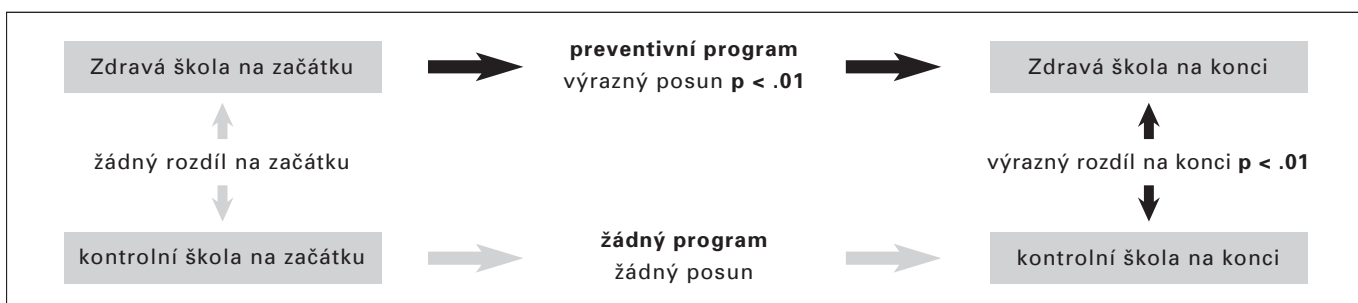 Zdravá škola na začátku
preventivní program
výrazný posun p < .01
Zdravá škola na konci
žádný rozdíl na začátku
výrazný rozdíl na konci p < .01
kontrolní škola na začátku
žádný program
žádný posun
kontrolní škola na konci